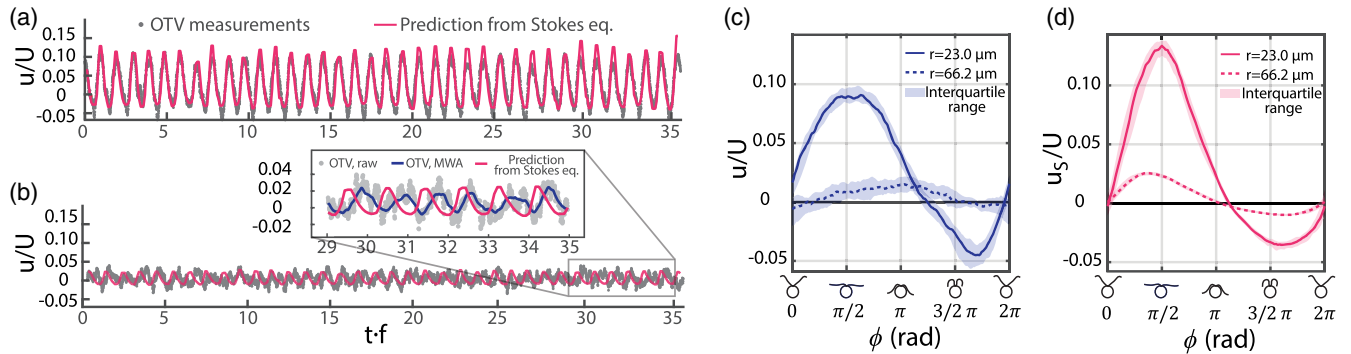 (a)
OTV measurements
Prediction from Stokes eq.
u/U
0.15
0.10
0.05
0
-0.05
0
5
10
15
20
25
30
35
(b)
OTV, raw
OTV, MWA
Prediction
from Stokes eq.
0.04
0.02
0
-0.02
29
30
31
32
33
34
35
u/U
0.15
0.10
0.05
0
-0.05
0
5
10
15
20
25
30
35
t·f
(c)
r=23.0 μm
r=66.2 μm
Interquartile
range
u/U
0.10
0.05
0
-0.05
0
π/2
π
3/2 π
2π
ϕ (rad)
(d)
r=23.0 μm
r=66.2 μm
Interquartile
range
uₛ/U
0.10
0.05
0
-0.05
0
π/2
π
3/2 π
2π
ϕ (rad)